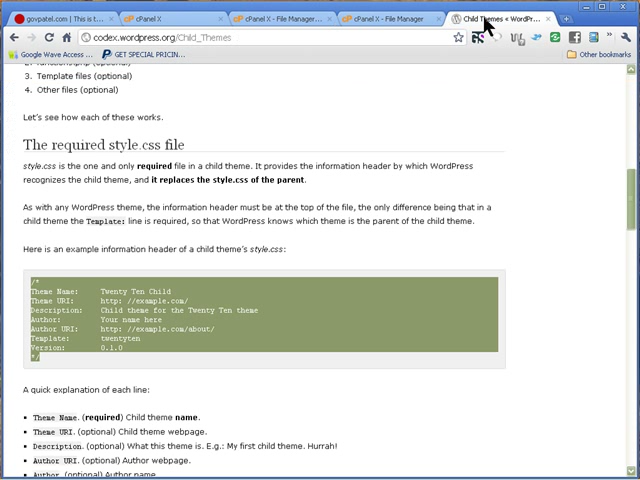 govpatel.com | This is t...
cPanel X
cPanel X - File Manager...
cPanel X - File Manager
Child Themes « WordPr...
codex.wordpress.org/Child_Themes
Google Wave Access ...
GET SPECIAL PRICIN...
Other bookmarks
3. Template files (optional)
4. Other files (optional)
Let's see how each of these works.
The required style.css file
style.css is the one and only required file in a child theme. It provides the information header by which WordPress
recognizes the child theme, and it replaces the style.css of the parent.
As with any WordPress theme, the information header must be at the top of the file, the only difference being that in a
child theme the Template: line is required, so that WordPress knows which theme is the parent of the child theme.
Here is an example information header of a child theme's style.css:
/*
Theme Name: Twenty Ten Child
Theme URI: http: //example.com/
Description: Child theme for the Twenty Ten theme
Author: Your name here
Author URI: http: //example.com/about/
Template: twentyten
Version: 0.1.0
*/
A quick explanation of each line:
Theme Name. (required) Child theme name.
Theme URI. (optional) Child theme webpage.
Description. (optional) What this theme is. E.g.: My first child theme. Hurrah!
Author URI. (optional) Author webpage.
Author. (optional) Author name.